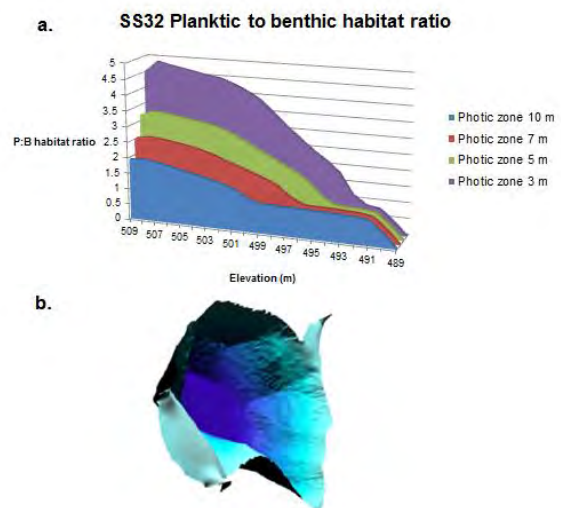 a.
SS32 Planktic to benthic habitat ratio
5
4.5
4
3.5
3
2.5
2
1.5
1
0.5
0
P:B habitat ratio
509 507 505 503 501 499 497 495 493 491 489
Elevation (m)
Photic zone 10 m
Photic zone 7 m
Photic zone 5 m
Photic zone 3 m
b.